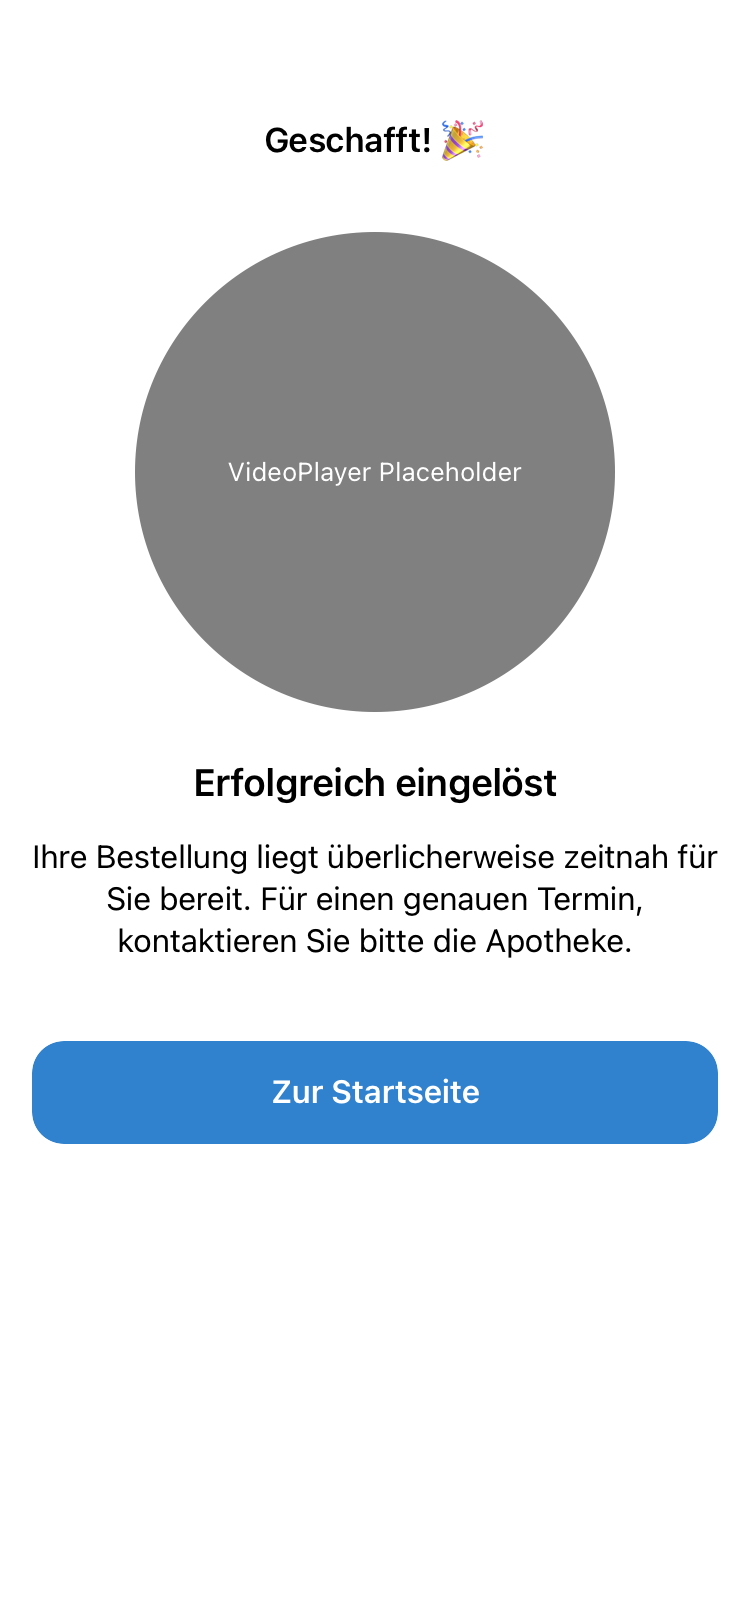 Geschafft! 🎉
VideoPlayer Placeholder
Erfolgreich eingelöst
Ihre Bestellung liegt überlicherweise zeitnah für
Sie bereit. Für einen genauen Termin,
kontaktieren Sie bitte die Apotheke.
Zur Startseite